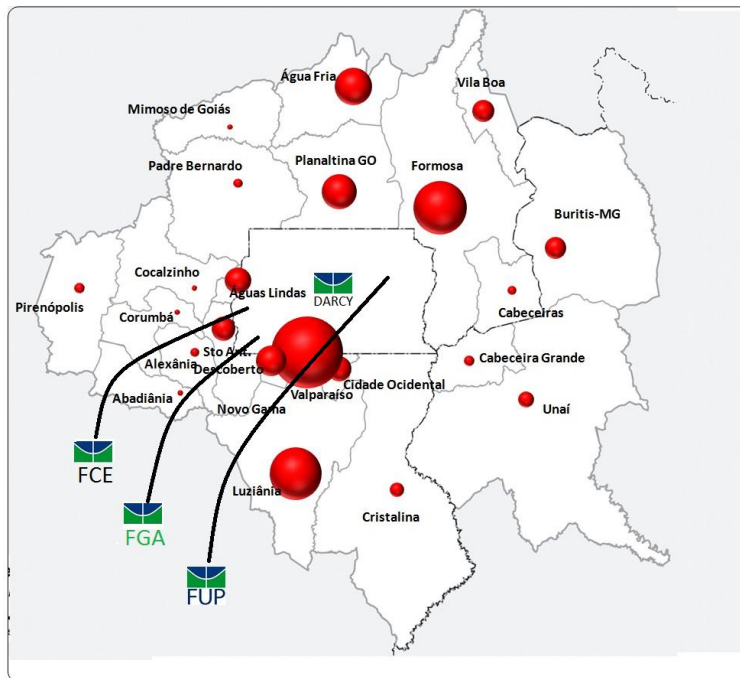 Água Fria
Vila Boa
Mimoso de Goiás
Padre Bernardo
Planaltina GO
Formosa
Buritis-MG
Cocalzinho
Águas Lindas
DARCY
Pirenópolis
Corumbá
Cabeceiras
Alexânia
Sto Ant.
Descoberto
Cabeceira Grande
Abadiânia
Valparaíso
Cidade Ocidental
Novo Gama
Unaí
FCE
Luziânia
Cristalina
FGA
FUP